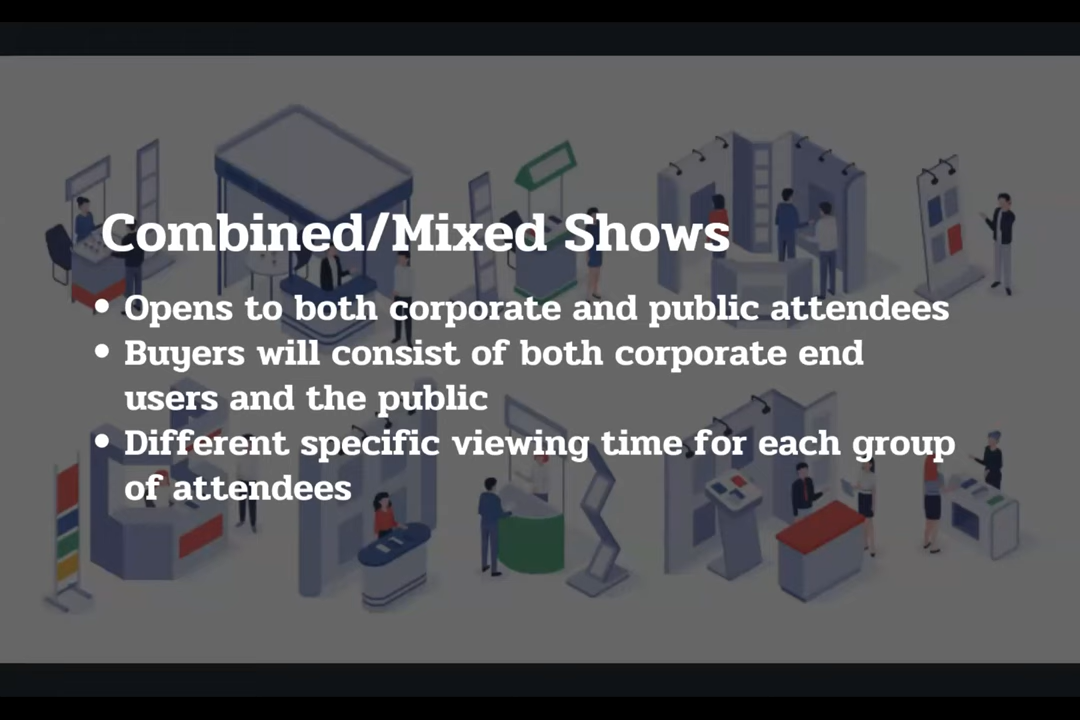 Combined/Mixed Shows
• Opens to both corporate and public attendees
• Buyers will consist of both corporate end
users and the public
• Different specific viewing time for each group
of attendees